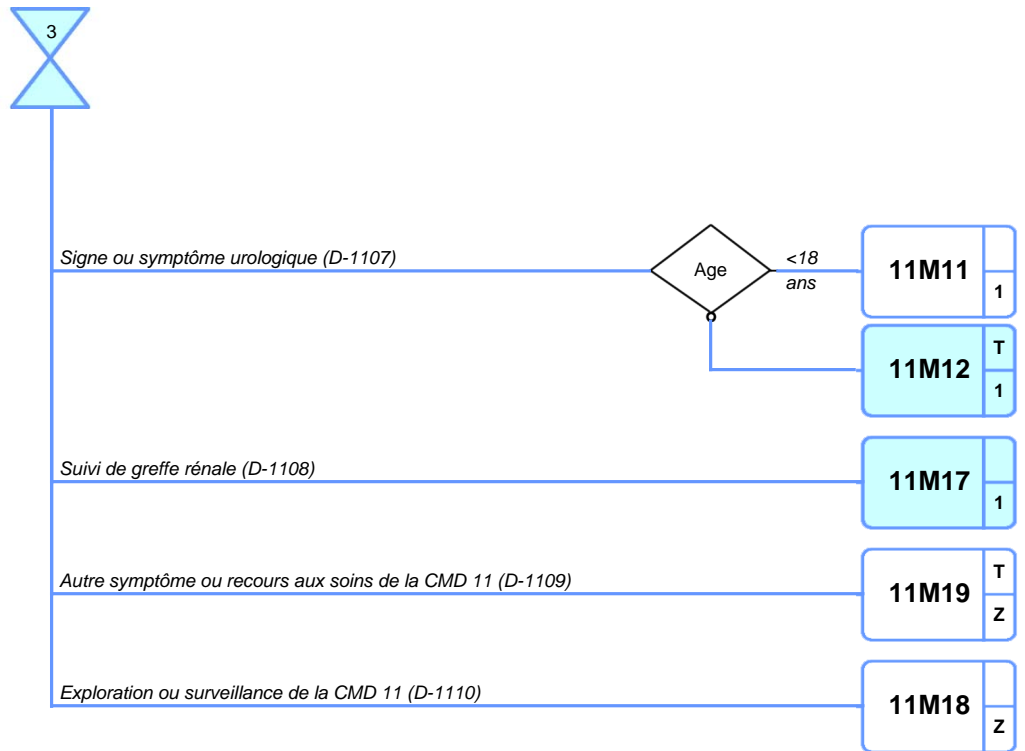 3
Signe ou symptôme urologique (D-1107)
Age
<18
ans
11M11
1
11M12
T
1
Suivi de greffe rénale (D-1108)
11M17
1
Autre symptôme ou recours aux soins de la CMD 11 (D-1109)
11M19
T
Z
Exploration ou surveillance de la CMD 11 (D-1110)
11M18
Z